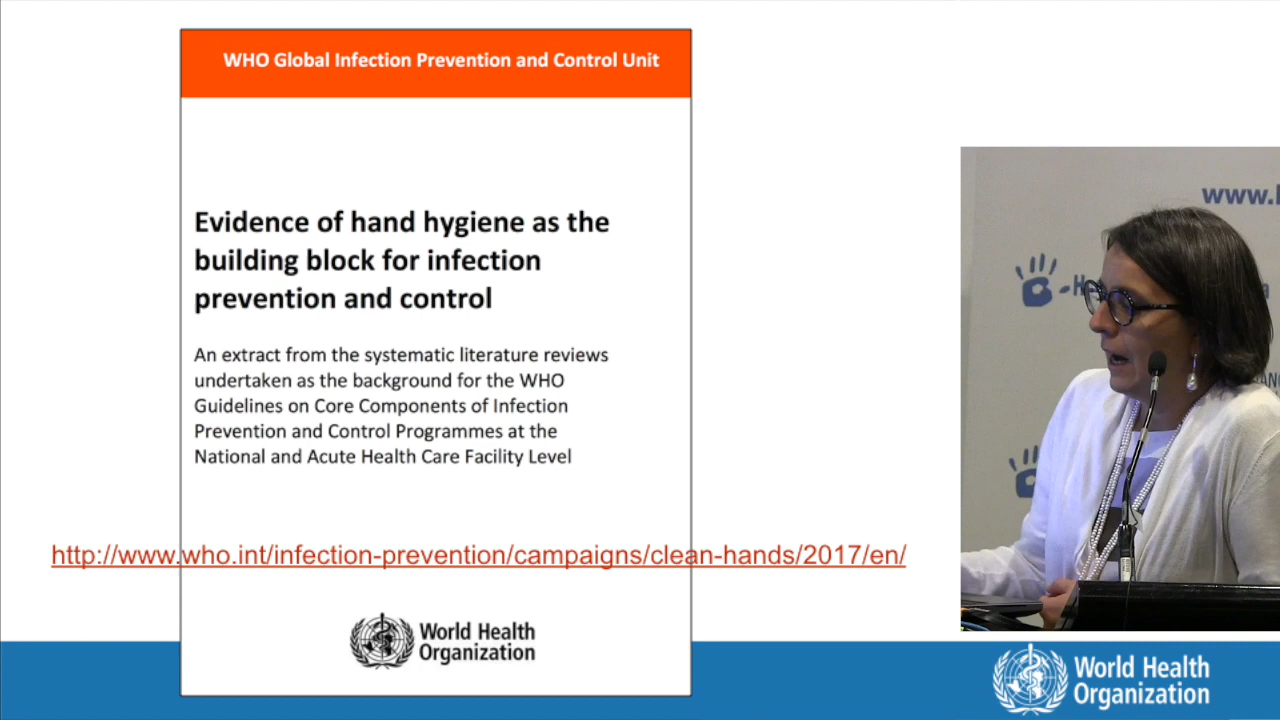 WHO Global Infection Prevention and Control Unit
Evidence of hand hygiene as the
building block for infection
prevention and control
An extract from the systematic literature reviews
undertaken as the background for the WHO
Guidelines on Core Components of Infection
Prevention and Control Programmes at the
National and Acute Health Care Facility Level
http://www.who.int/infection-prevention/campaigns/clean-hands/2017/en/
World Health
Organization
www.
World Health
Organization